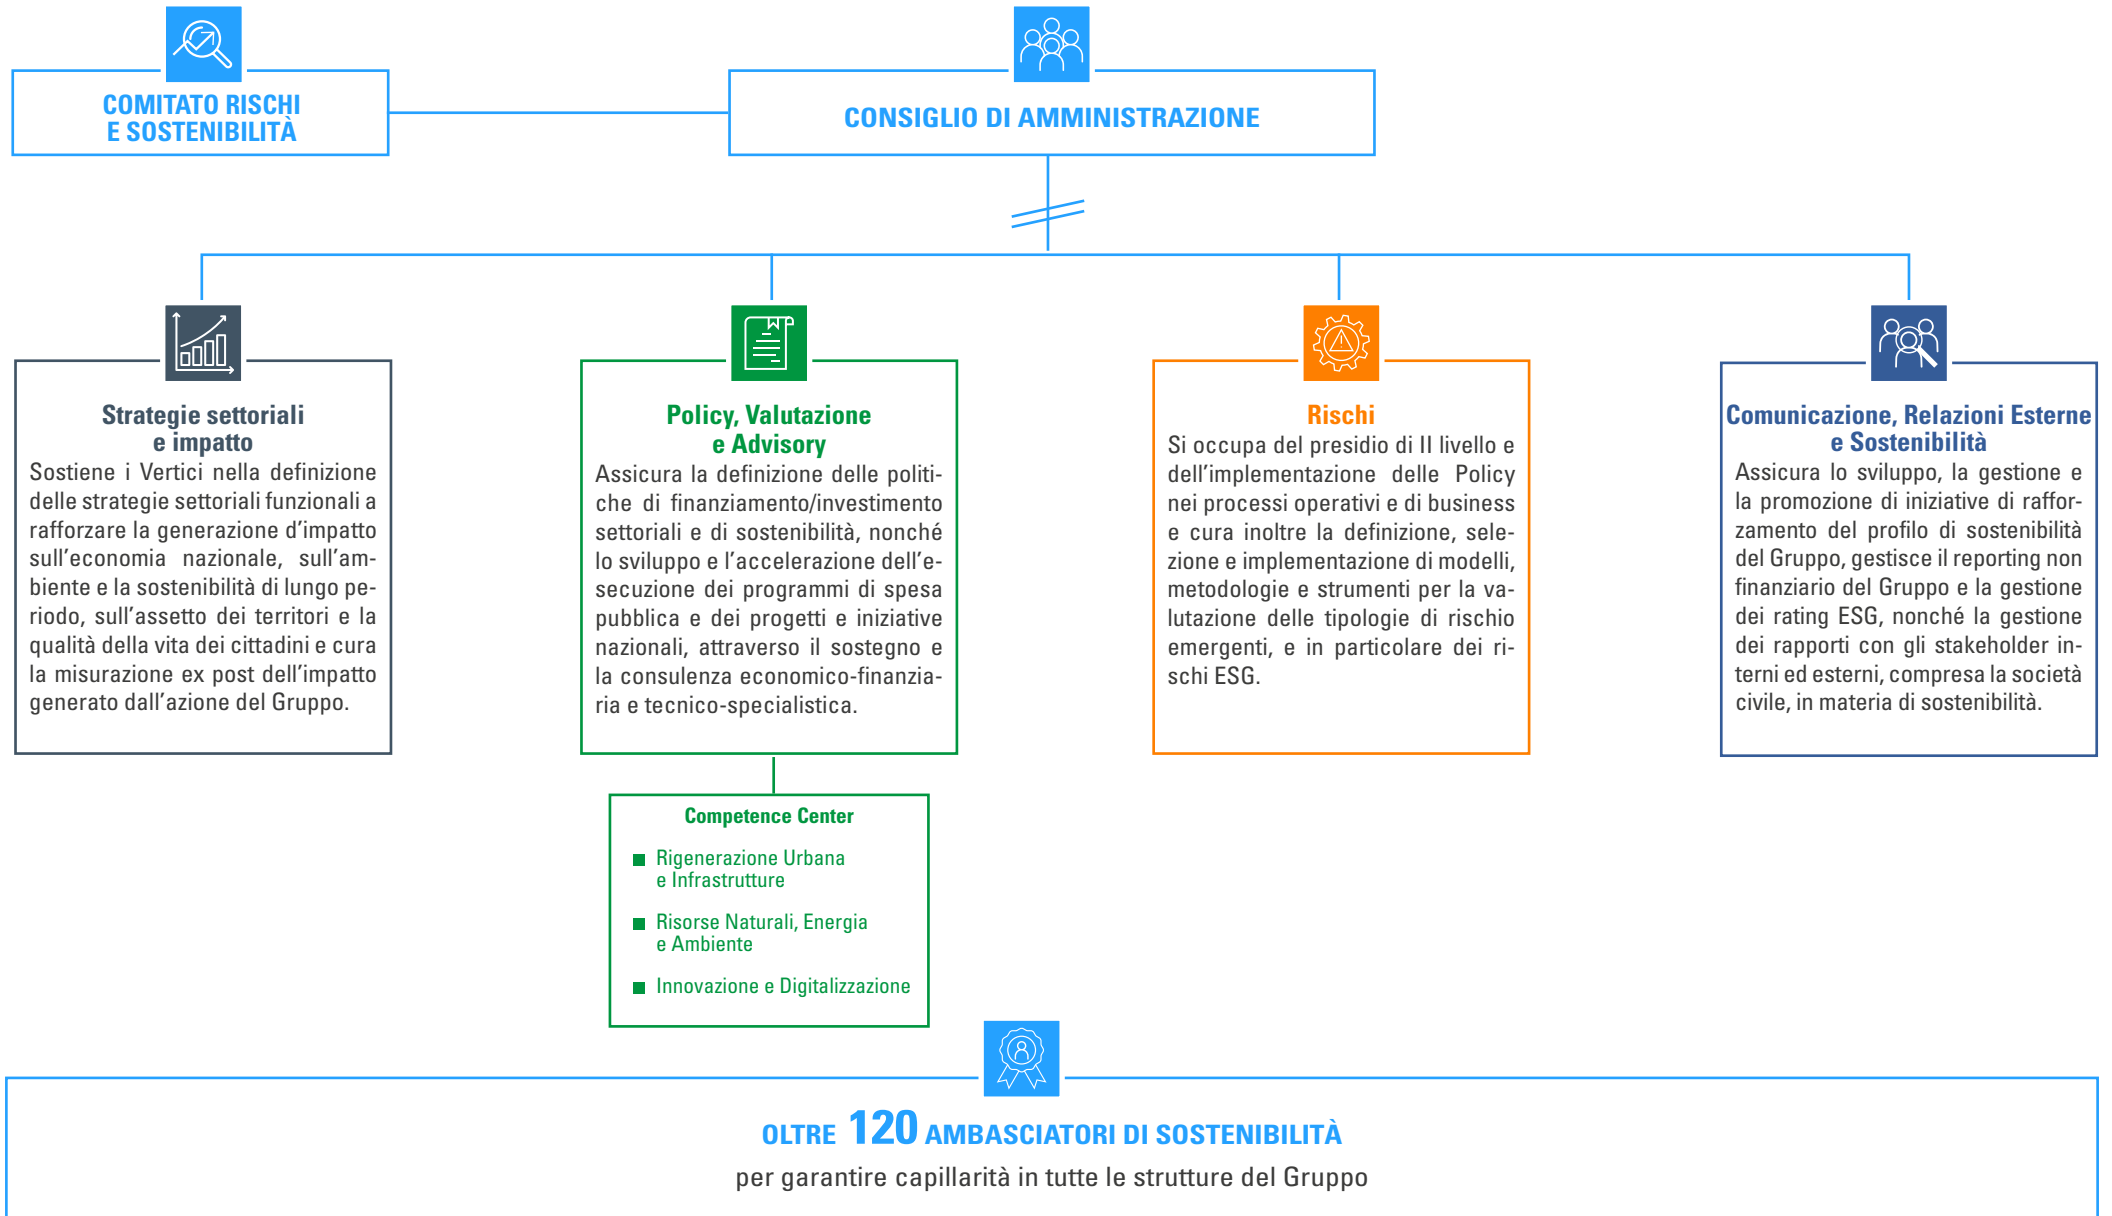 COMITATO RISCHI
E SOSTENIBILITÀ
CONSIGLIO DI AMMINISTRAZIONE
Strategie settoriali
e impatto
Sostiene i Vertici nella definizione
delle strategie settoriali funzionali a
rafforzare la generazione d'impatto
sull'economia nazionale, sull'am-
biente e la sostenibilità di lungo pe-
riodo, sull'assetto dei territori e la
qualità della vita dei cittadini e cura
la misurazione ex post dell'impatto
generato dall'azione del Gruppo.
Policy, Valutazione
e Advisory
Assicura la definizione delle politi-
che di finanziamento/investimento
settoriali e di sostenibilità, nonché
lo sviluppo e l'accelerazione dell'e-
secuzione dei programmi di spesa
pubblica e dei progetti e iniziative
nazionali, attraverso il sostegno e
la consulenza economico-finanzia-
ria e tecnico-specialistica.
Competence Center
Rigenerazione Urbana
e Infrastrutture
Risorse Naturali, Energia
e Ambiente
Innovazione e Digitalizzazione
Rischi
Si occupa del presidio di II livello e
dell'implementazione delle Policy
nei processi operativi e di business
e cura inoltre la definizione, sele-
zione e implementazione di modelli,
metodologie e strumenti per la va-
lutazione delle tipologie di rischio
emergenti, e in particolare dei ri-
schi ESG.
Comunicazione, Relazioni Esterne
e Sostenibilità
Assicura lo sviluppo, la gestione e
la promozione di iniziative di raffor-
zamento del profilo di sostenibilità
del Gruppo, gestisce il reporting non
finanziario del Gruppo e la gestione
dei rating ESG, nonché la gestione
dei rapporti con gli stakeholder in-
terni ed esterni, compresa la società
civile, in materia di sostenibilità.
OLTRE 120 AMBASCIATORI DI SOSTENIBILITÀ
per garantire capillarità in tutte le strutture del Gruppo